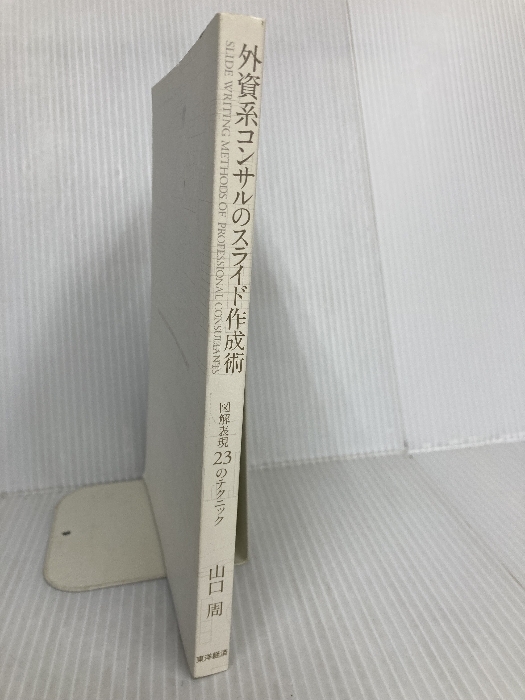 外資系コンサルのスライド作成術
SLIDE WRITING METHODS OF PROFESSIONAL CONSULTANTS
図解表現23のテクニック
山口 周
東洋経済